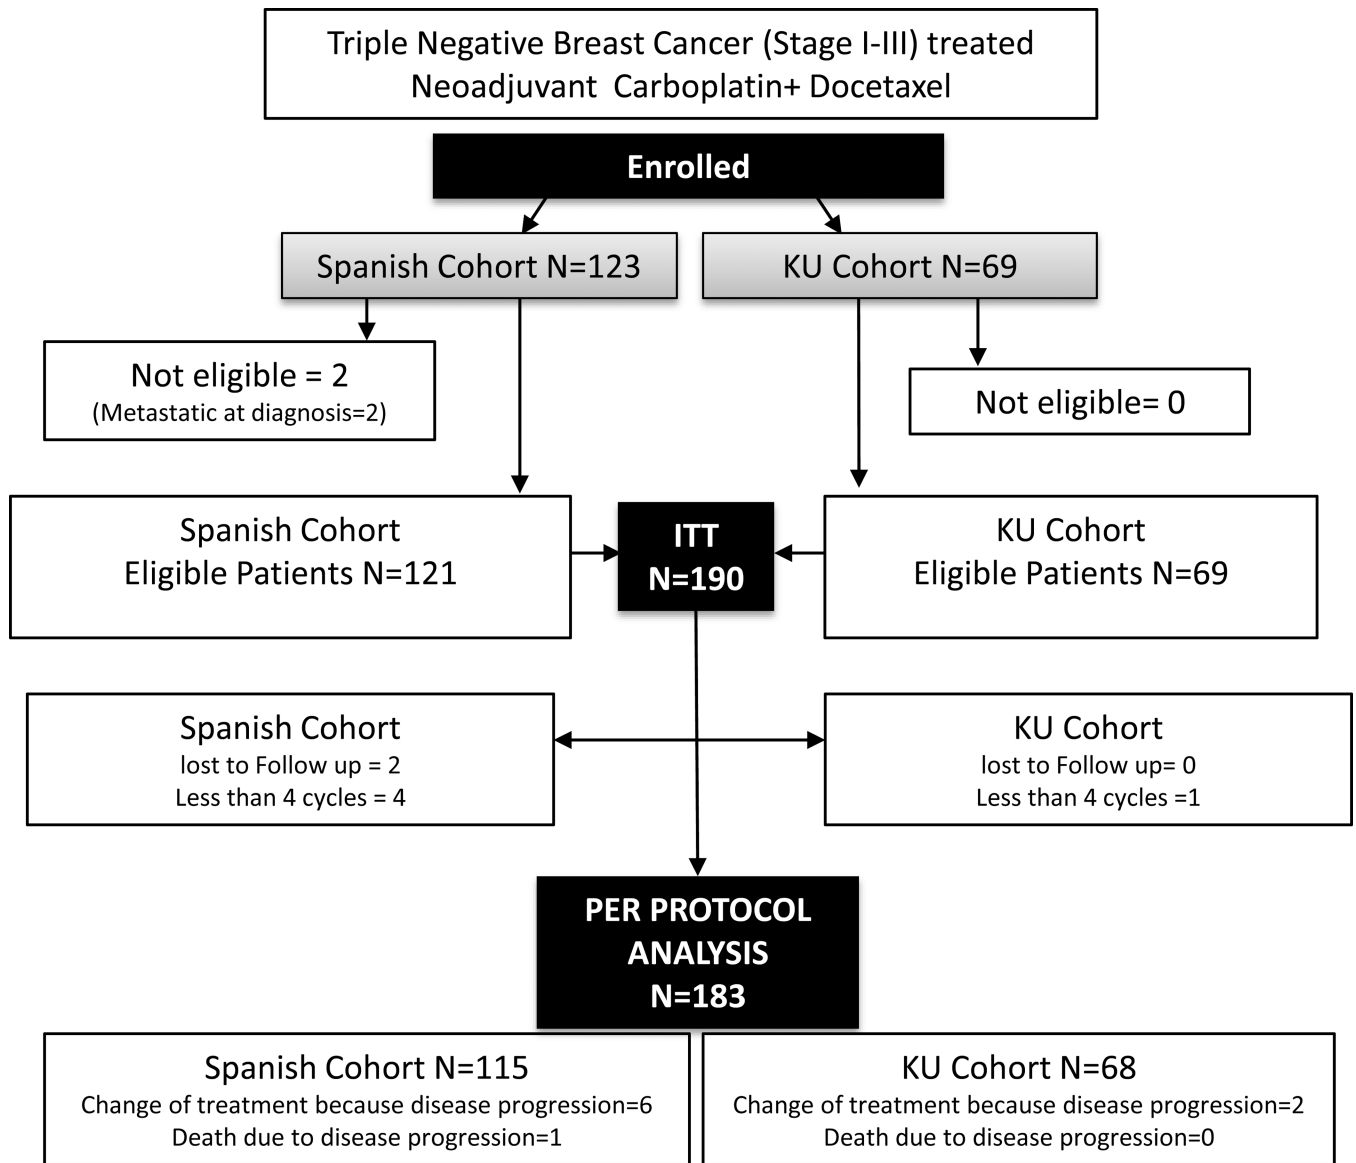 Triple Negative Breast Cancer (Stage I-III) treated
Neoadjuvant  Carboplatin+ Docetaxel
Enrolled
Spanish Cohort N=123
KU Cohort N=69
Not eligible = 2
(Metastatic at diagnosis=2)
Not eligible= 0
Spanish Cohort
Eligible Patients N=121
ITT
N=190
KU Cohort
Eligible Patients N=69
Spanish Cohort
lost to Follow up = 2
Less than 4 cycles = 4
KU Cohort
lost to Follow up= 0
Less than 4 cycles =1
PER PROTOCOL
ANALYSIS
N=183
Spanish Cohort N=115
Change of treatment because disease progression=6
Death due to disease progression=1
KU Cohort N=68
Change of treatment because disease progression=2
Death due to disease progression=0